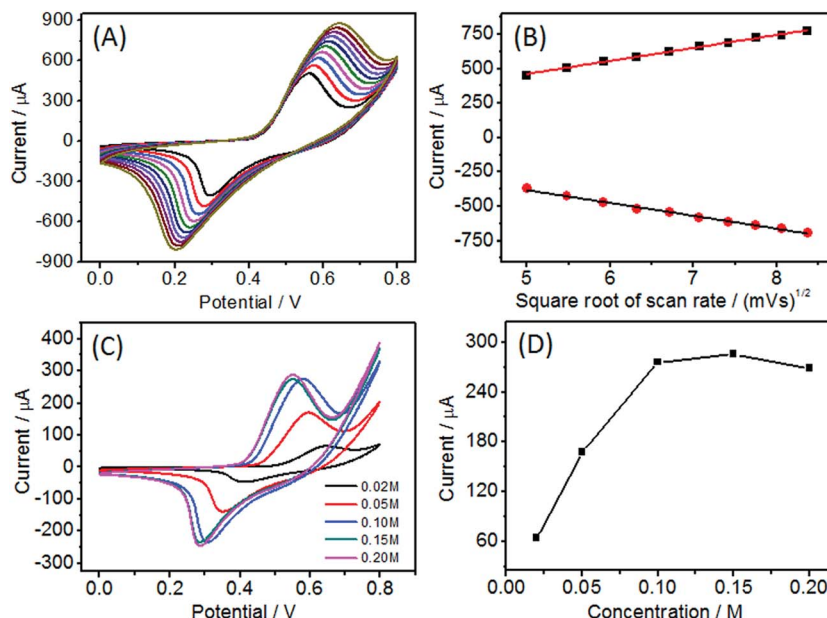 (A)
Current / μA
900
600
300
0
-300
-600
-900
0.0 0.2 0.4 0.6 0.8
Potential / V
(B)
Current / μA
750
500
250
0
-250
-500
-750
5 6 7 8
Square root of scan rate / (mVs)1/2
(C)
Current / μA
400
300
200
100
0
-100
-200
-300
0.02M
0.05M
0.10M
0.15M
0.20M
0.0 0.2 0.4 0.6 0.8
Potential / V
(D)
Current / μA
300
240
180
120
60
0.00 0.05 0.10 0.15 0.20
Concentration / M